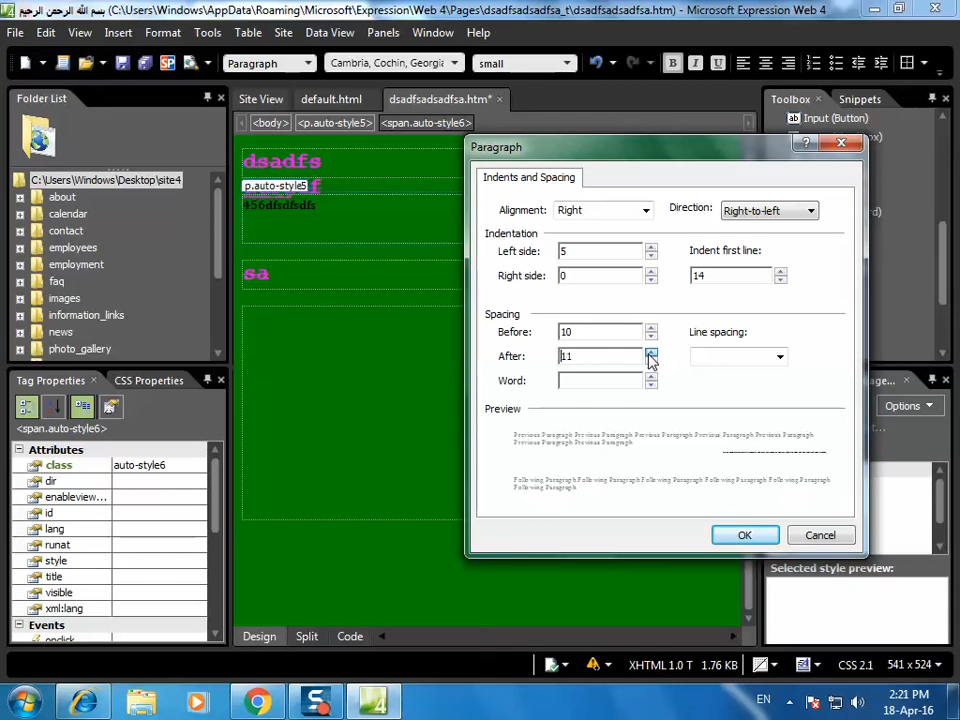 بسم الله الرحمن الرحيم (C:\Users\Windows\AppData\Roaming\Microsoft\Expression\Web 4\Pages\dsadfsadsadfsa_t\dsadfsadsadfsa.htm) - Microsoft Expression Web 4
File Edit View Insert Format Tools Table Site Data View Panels Window Help
Paragraph Cambria, Cochin, Georgia small B I U
Folder List
Site View default.html dsadfsadsadfsa.htm*
Toolbox Snippets
<body> <p.auto-style5> <span.auto-style6>
Input (Button)
C:\Users\Windows\Desktop\site4
about
calendar
contact
employees
employment
faq
images
information_links
news
photo_gallery
dsadfs
p.auto-style5 f
456dfsdfsdfs
sa
Paragraph
Indents and Spacing
Alignment: Right Direction: Right-to-left
Indentation
Left side: 5 Indent first line:
Right side: 0 14
Spacing
Before: 10 Line spacing:
After: 11
Word:
Preview
Previous Paragraph Previous Paragraph Previous Paragraph Previous Paragraph Previous Paragraph
Previous Paragraph Previous Paragraph
Following Paragraph Following Paragraph Following Paragraph Following Paragraph Following Paragraph
Following Paragraph
OK Cancel
Tag Properties CSS Properties
<span.auto-style6>
Attributes
class auto-style6
dir
enableview...
id
lang
runat
style
title
visible
xml:lang
Events
onclick
Options
Selected style preview:
Design Split Code
XHTML 1.0 T 1.76 KB CSS 2.1 541 x 524
EN 2:21 PM
18-Apr-16